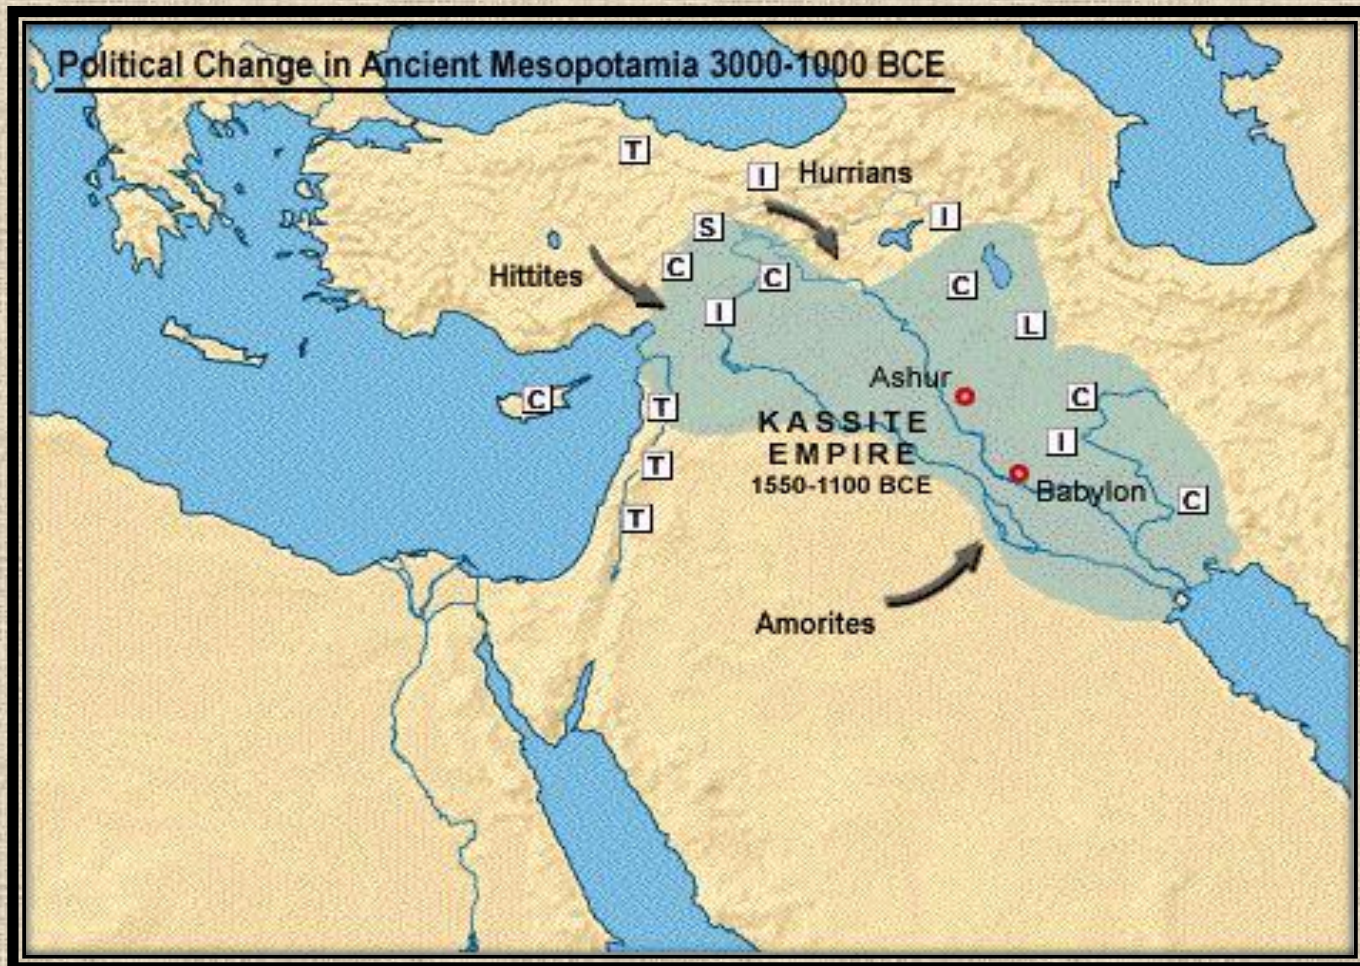 Political Change in Ancient Mesopotamia 3000-1000 BCE
T
I
Hurrians
I
S
C
Hittites
C
C
I
L
Ashur
C
C
T
KASSITE
EMPIRE
1550-1100 BCE
I
T
Babylon
C
T
Amorites